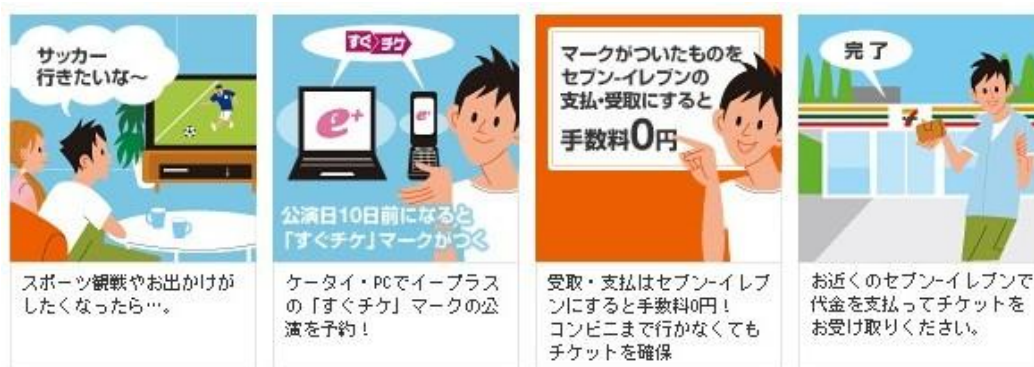 サッカー
行きたいな～
スポーツ観戦やお出かけが
したくなったら…。
すぐチケ
e+
e+
公演日10日前になると
「すぐチケ」マークがつく
ケータイ・PCでイープラス
の「すぐチケ」マークの公
演を予約！
マークがついたものを
セブン-イレブンの
支払・受取にすると
手数料0円
受取・支払はセブン-イレブ
ンにすると手数料0円！
コンビニまで行かなくても
チケットを確保
完了
7
お近くのセブン-イレブンで
代金を支払ってチケットを
お受け取りください。